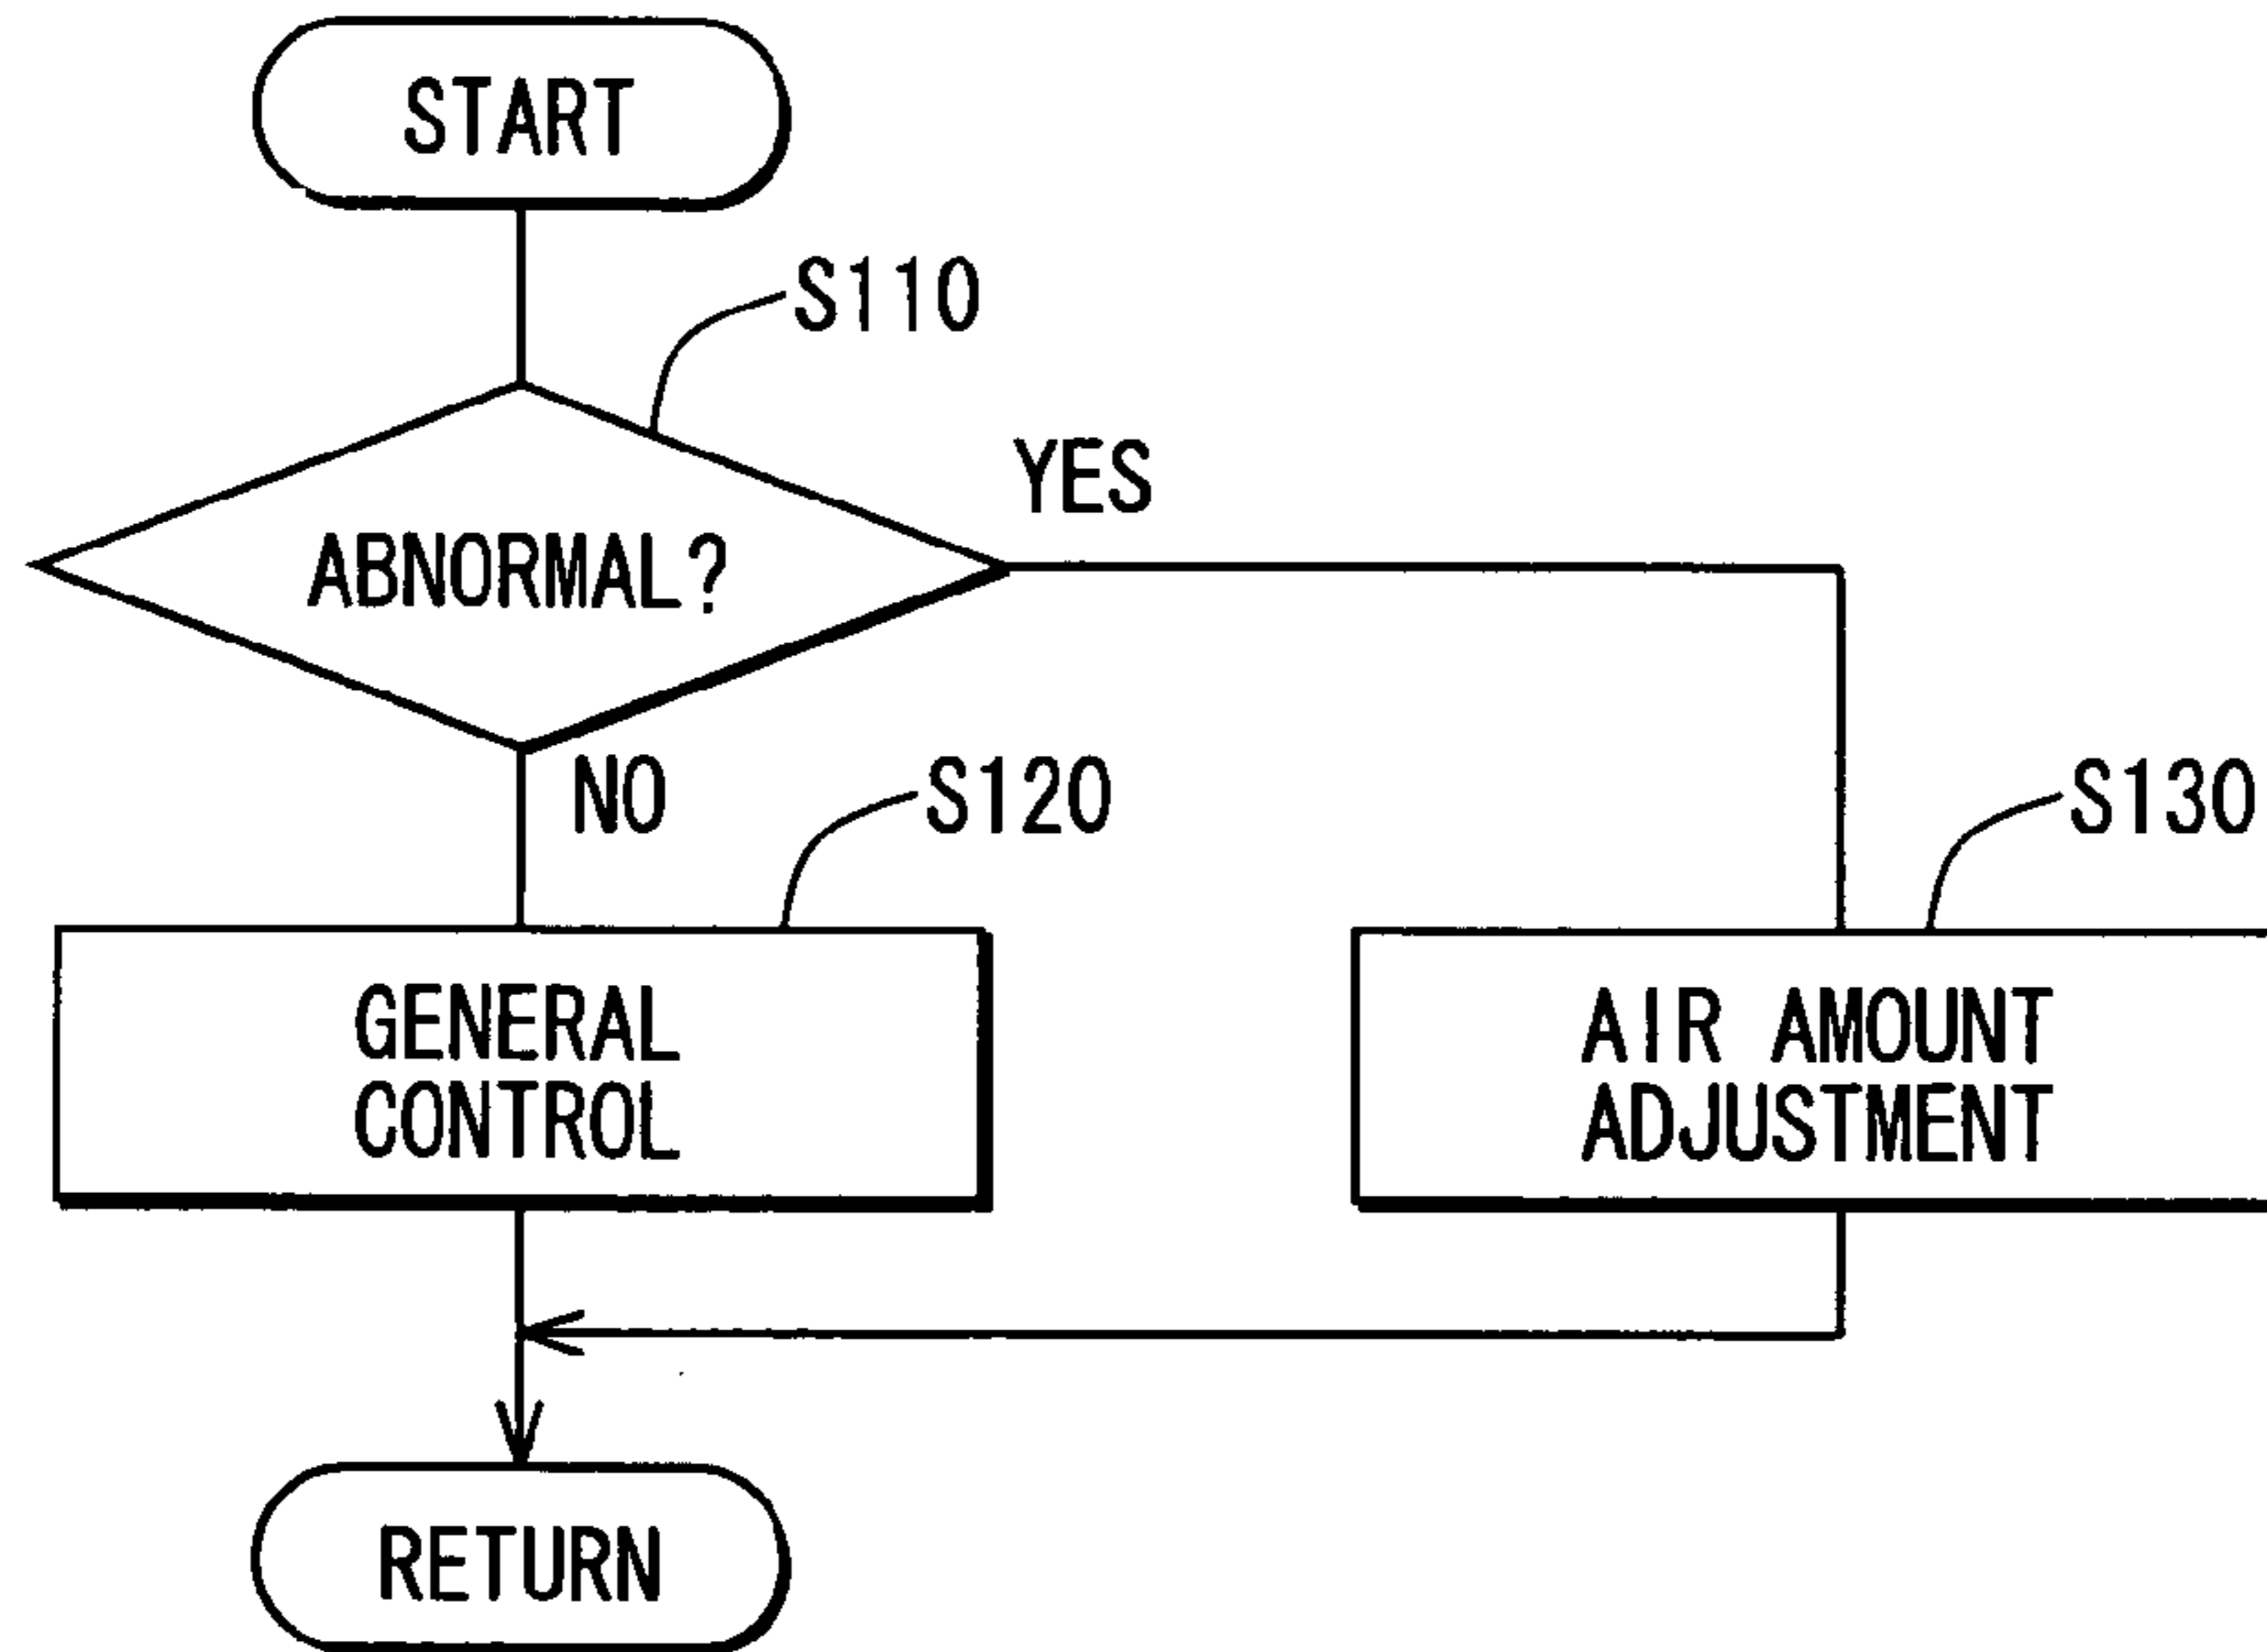 START
S110
YES
ABNORMAL?
NO
S120
S130
GENERAL
CONTROL
AIR AMOUNT
ADJUSTMENT
RETURN